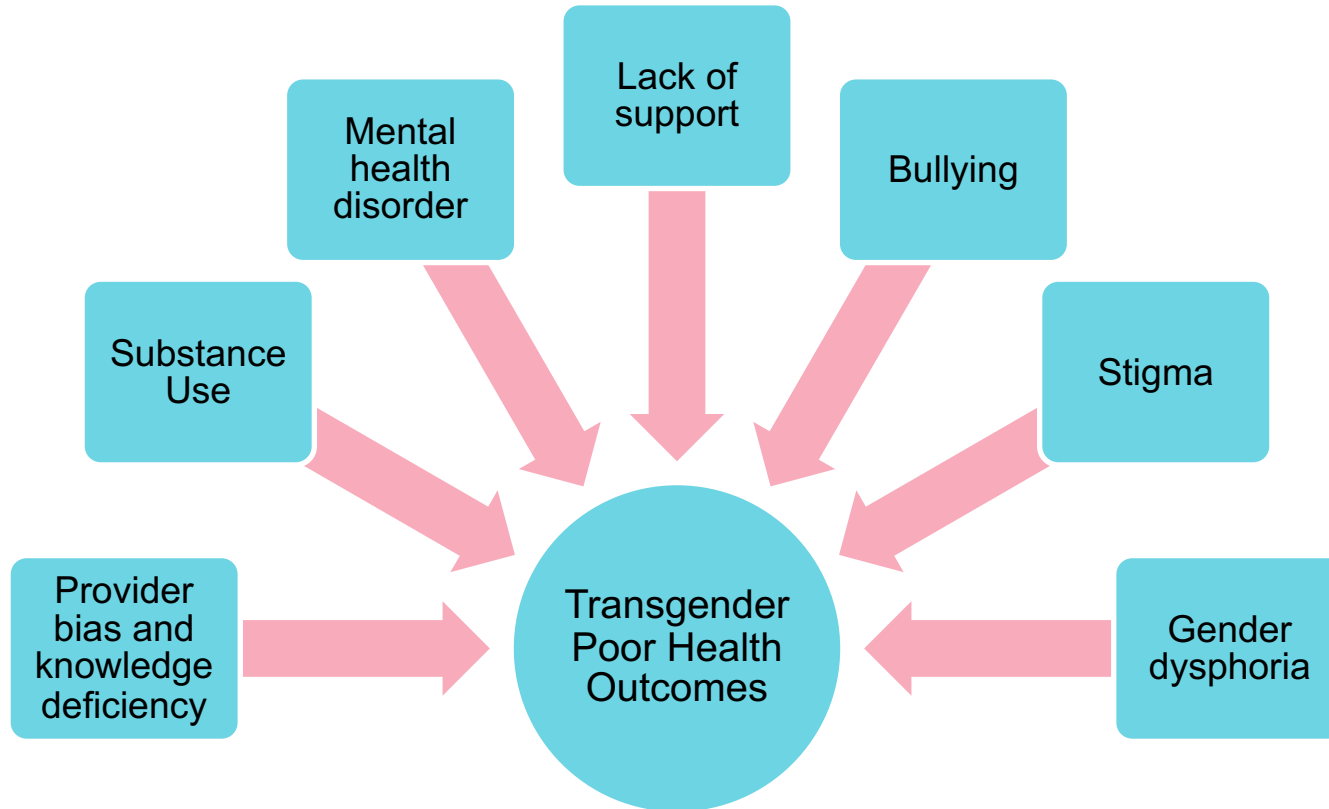 Lack of
support
Mental
health
disorder
Bullying
Substance
Use
Stigma
Provider
bias and
knowledge
deficiency
Transgender
Poor Health
Outcomes
Gender
dysphoria